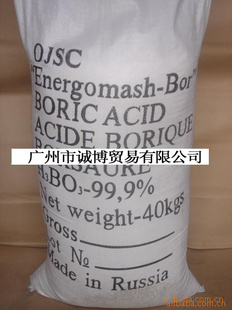 OJSC
"Energomash-Bor"
BORIC ACID
ACIDE BORIQUE
广州市诚博贸易有限公司
H₃BO₃-99,9%
Net weight-40kgs
Gross
Lot №
Made in Russia